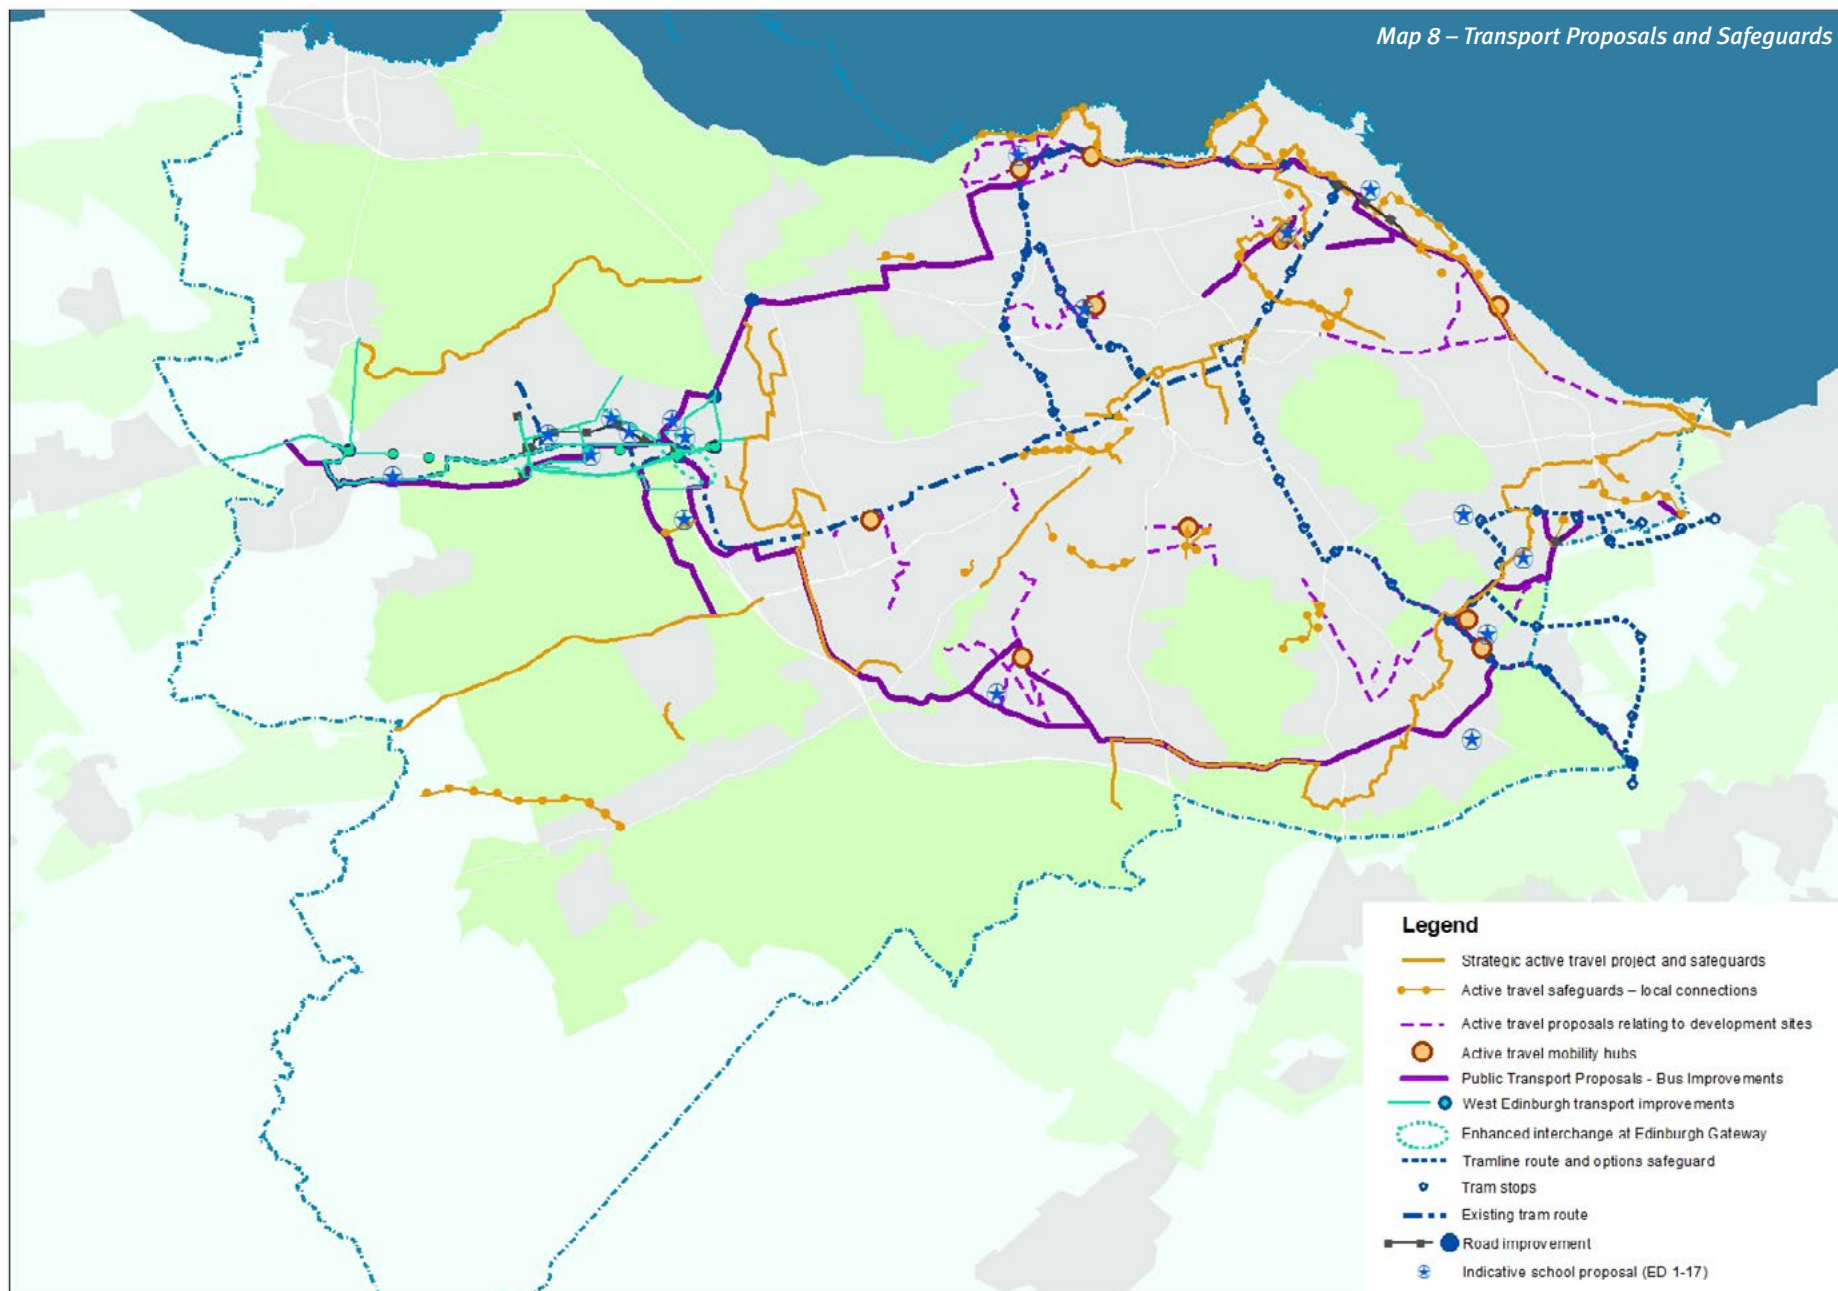 Map 8 – Transport Proposals and Safeguards
Legend
Strategic active travel project and safeguards
Active travel safeguards – local connections
Active travel proposals relating to development sites
Active travel mobility hubs
Public Transport Proposals - Bus Improvements
West Edinburgh transport improvements
Enhanced interchange at Edinburgh Gateway
Tramline route and options safeguard
Tram stops
Existing tram route
Road improvement
Indicative school proposal (ED 1-17)